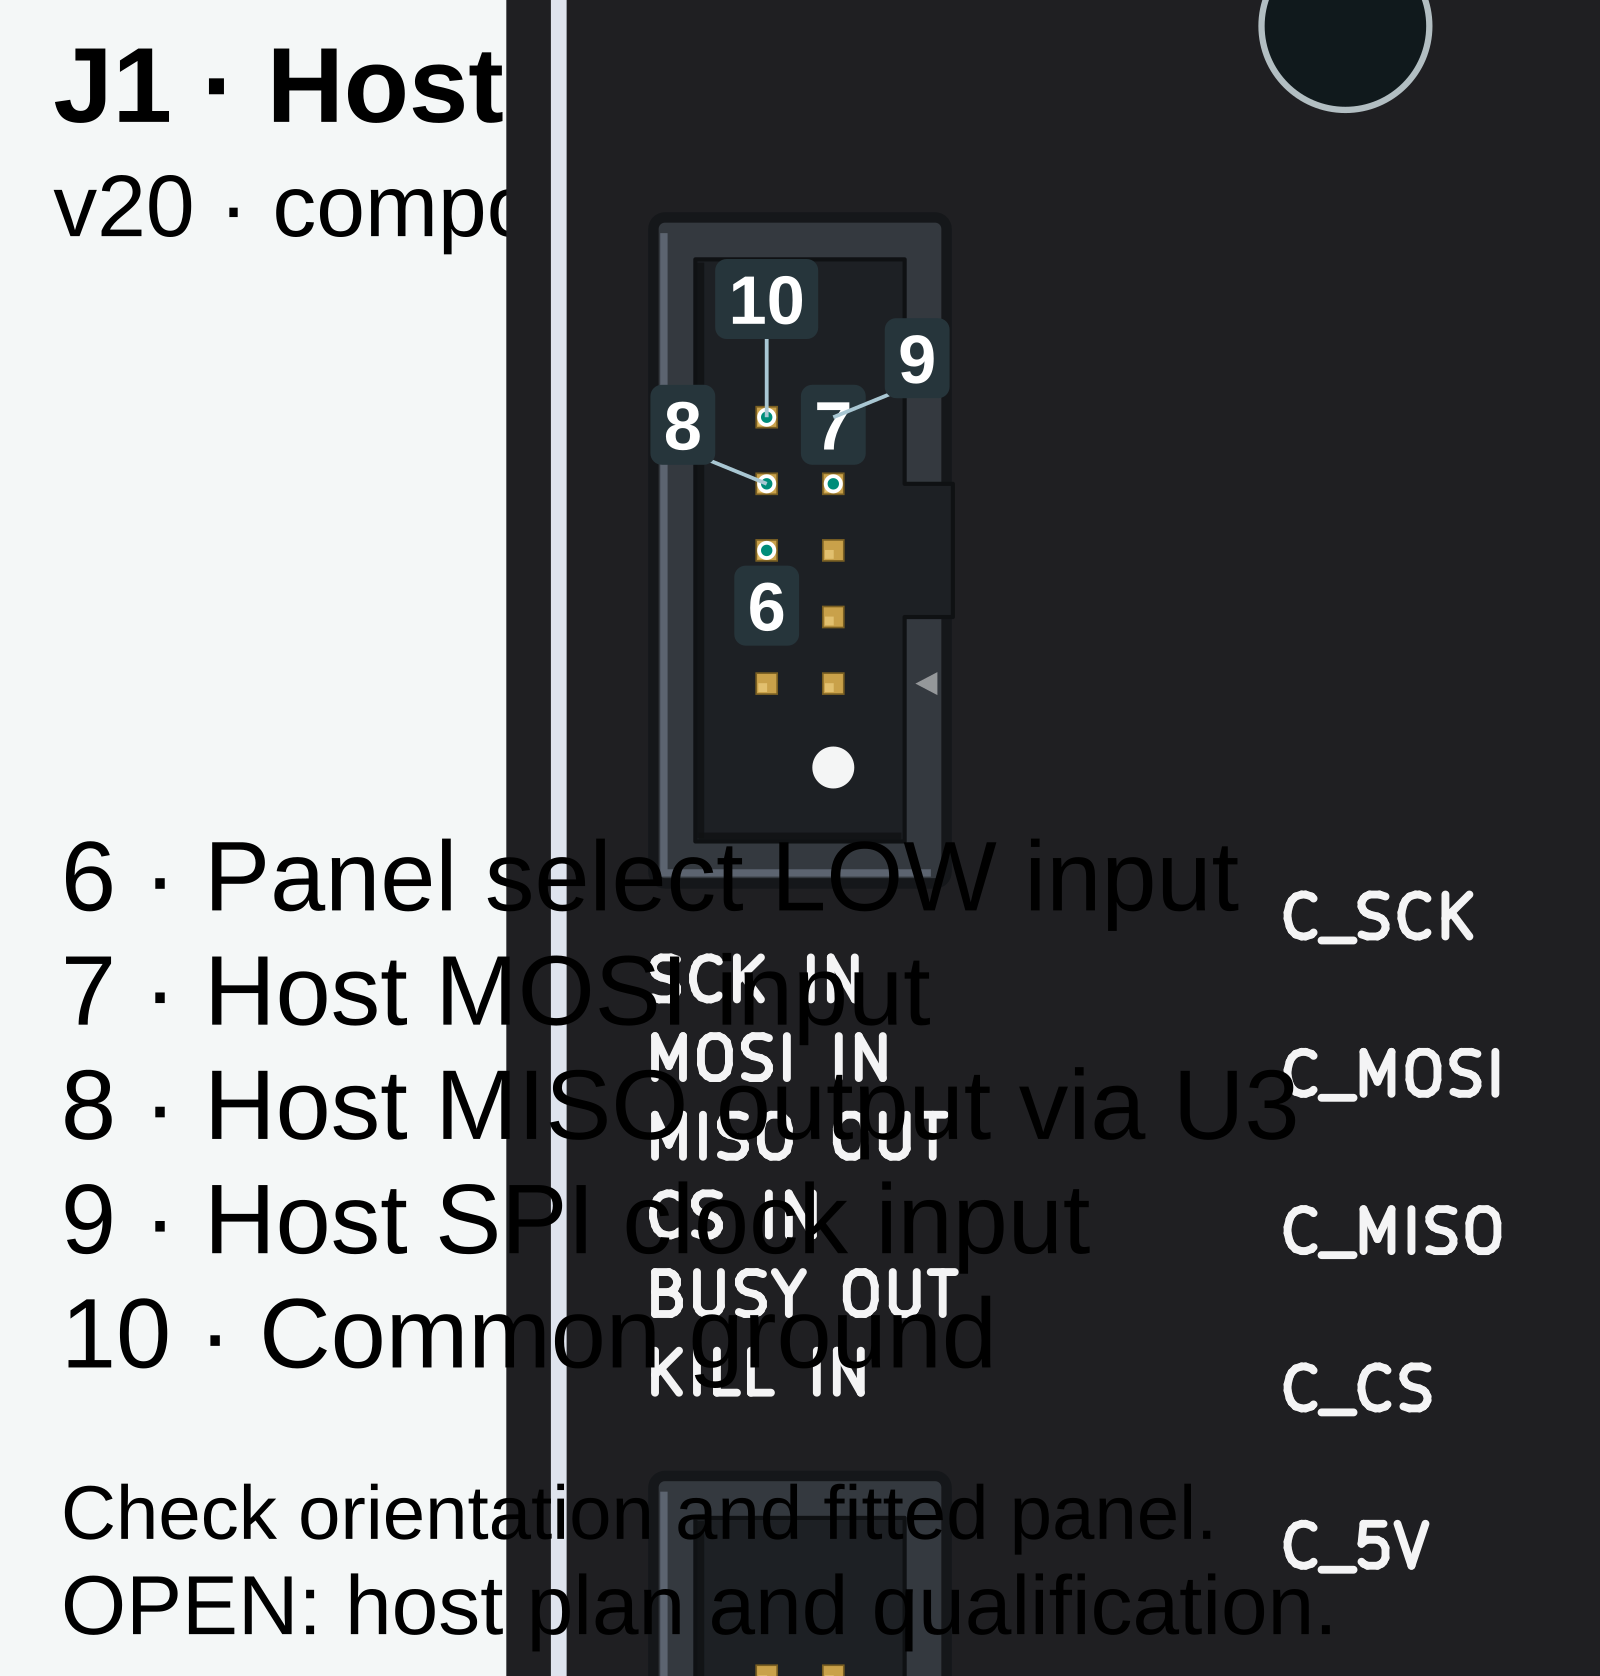 J1 · Host
v20 · compo
10
9
8
7
6
6 · Panel select LOW input
C_SCK
7 · Host MOSI input
SCK IN
MOSI IN
C_MOSI
8 · Host MISO output via U3
MISO OUT
9 · Host SPI clock input
CS IN
C_MISO
BUSY OUT
10 · Common ground
KILL IN
C_CS
Check orientation and fitted panel.
C_5V
OPEN: host plan and qualification.